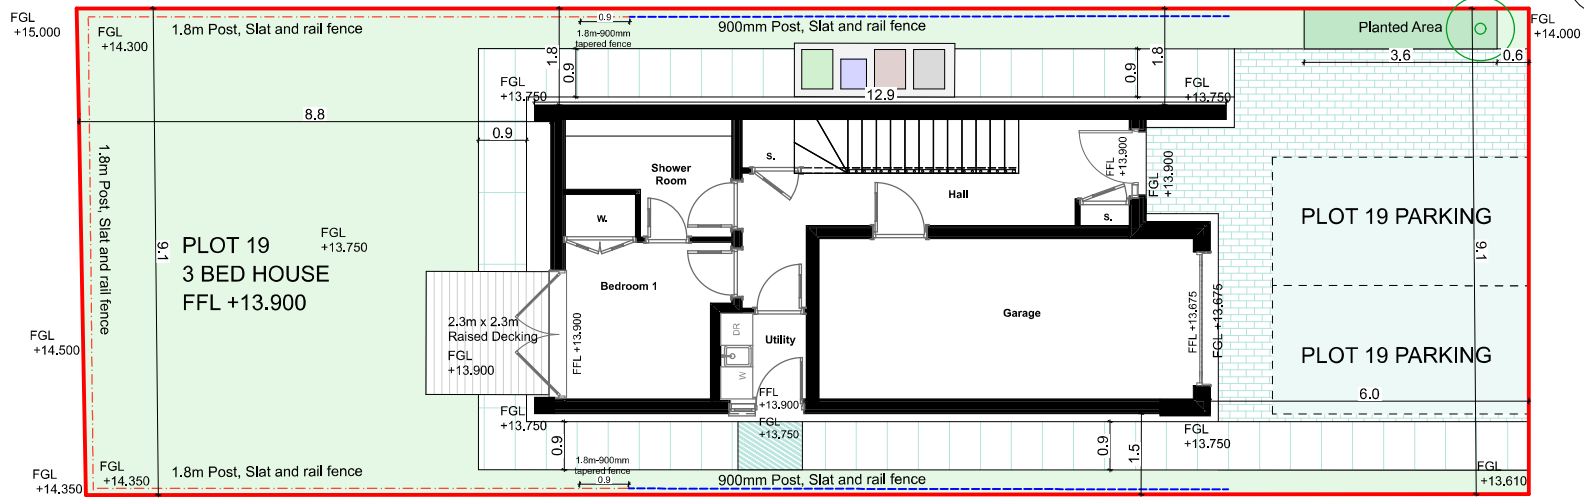 FGL
+15.000
FGL
+14.300
1.8m Post, Slat and rail fence
9.1
0.9
1.8m-900mm
tapered fence
900mm Post, Slat and rail fence
Planted Area
FGL
+14.000
1.8
0.9
0.9
1.8
3.6
0.6
FGL
+13.750
12.9
FGL
+13.750
8.8
0.9
1.8m Post, Slat and rail fence
Shower
Room
s.
Hall
FFL
+13.900
FGL
+13.900
W.
s.
PLOT 19 PARKING
9.1
PLOT 19
3 BED HOUSE
FFL +13.900
FGL
+13.750
9.1
Bedroom 1
Garage
FFL +13.675
FGL +13.675
2.3m x 2.3m
Raised Decking
FGL
+13.900
FFL +13.900
DR
W
Utility
FGL
+14.500
PLOT 19 PARKING
6.0
FFL
+13.900
FGL
+13.750
FGL
+13.750
FGL
+13.750
0.9
0.9
1.5
FGL
+14.350
FGL
+14.350
1.8m Post, Slat and rail fence
1.8m-900mm
tapered fence
0.9
900mm Post, Slat and rail fence
FGL
+13.610